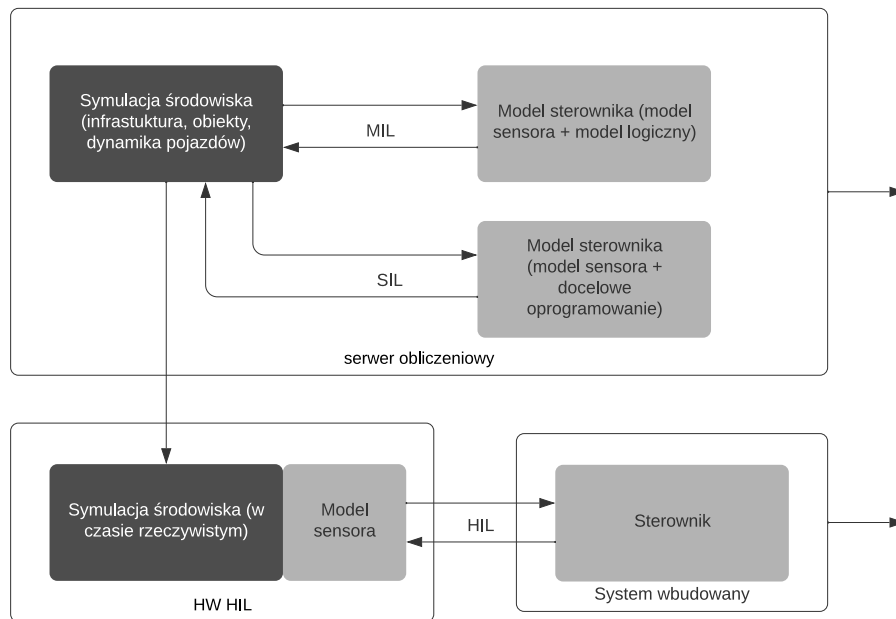 Symulacja środowiska
(infrastuktura, obiekty,
dynamika pojazdów)
MIL
Model sterownika (model
sensora + model logiczny)
Model sterownika
(model sensora +
docelowe
oprogramowanie)
SIL
serwer obliczeniowy
Symulacja środowiska (w
czasie rzeczywistym)
Model
sensora
HIL
Sterownik
HW HIL
System wbudowany